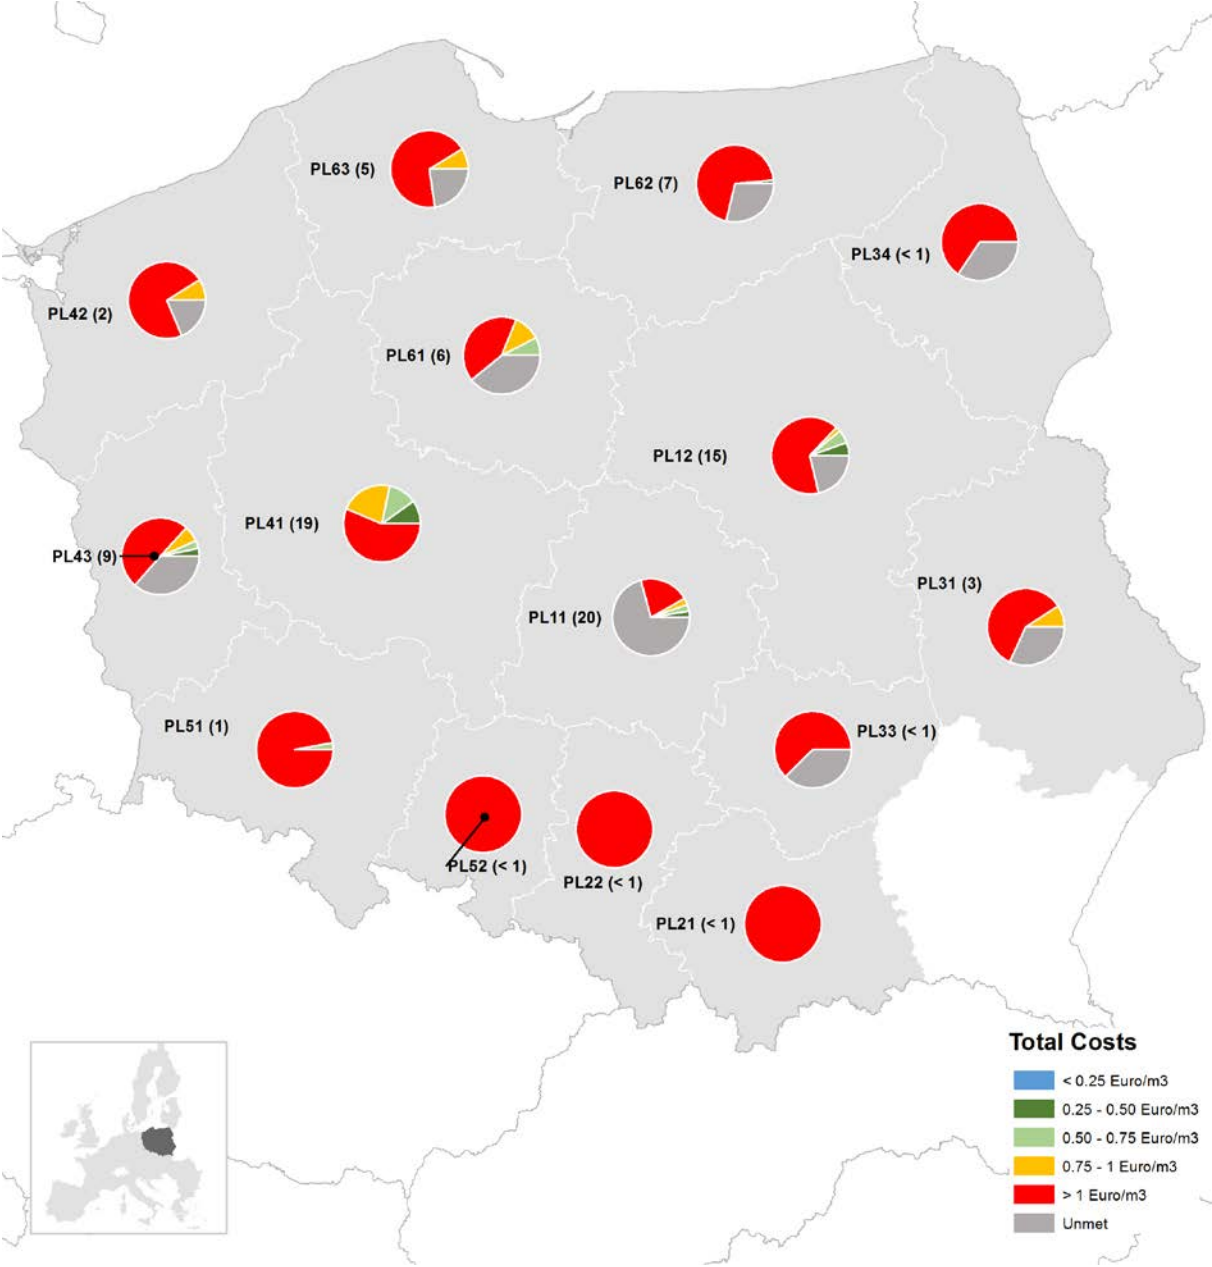 PL63 (5)
PL62 (7)
PL34 (< 1)
PL42 (2)
PL61 (6)
PL12 (15)
PL41 (19)
PL43 (9)
PL31 (3)
PL11 (20)
PL51 (1)
PL33 (< 1)
PL52 (< 1)
PL22 (< 1)
PL21 (< 1)
Total Costs
< 0.25 Euro/m3
0.25 - 0.50 Euro/m3
0.50 - 0.75 Euro/m3
0.75 - 1 Euro/m3
> 1 Euro/m3
Unmet